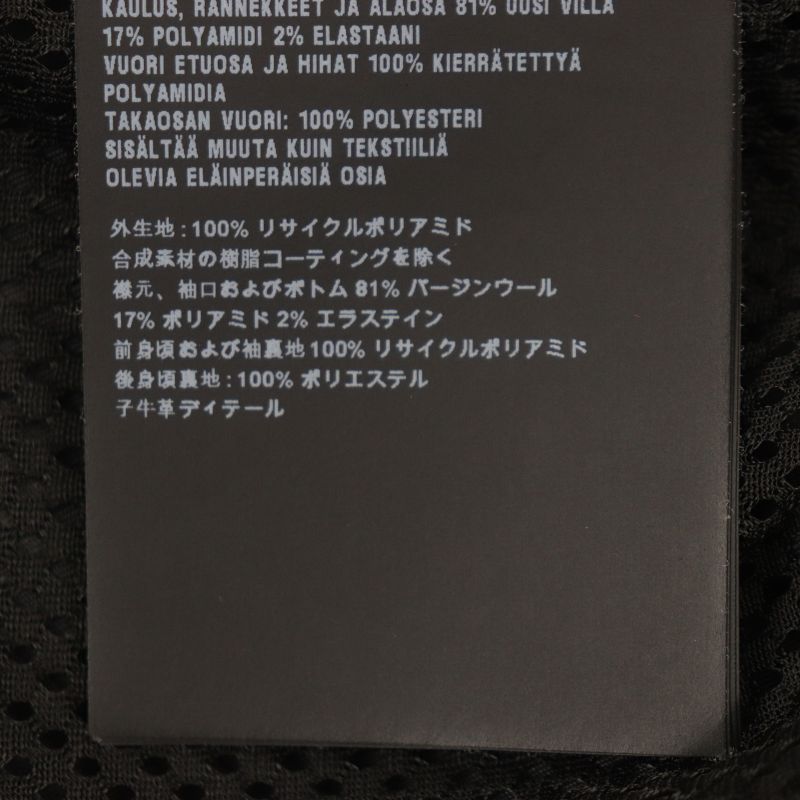 KAULUS, RANNEKKEET JA ALAOSA 81% UUSI VILLA
17% POLYAMIDI 2% ELASTAANI
VUORI ETUOSA JA HIHAT 100% KIERRÄTETTYÄ
POLYAMIDIA
TAKAOSAN VUORI: 100% POLYESTERI
SISÄLTÄÄ MUUTA KUIN TEKSTIILIÄ
OLEVIA ELÄINPERÄISIÄ OSIA
外生地:100% リサイクルポリアミド
合成素材の樹脂コーティングを除く
襟元、袖口およびボトム 81% バージンウール
17% ポリアミド 2% エラステイン
前身頃および袖裏地 100% リサイクルポリアミド
後身頃裏地:100% ポリエステル
子牛革ディテール